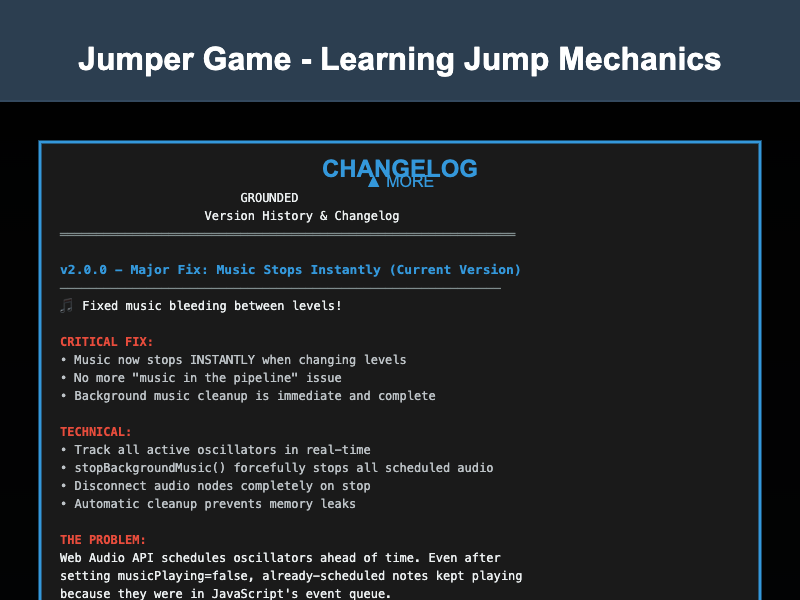 Jumper Game - Learning Jump Mechanics
CHANGELOG
▲ MORE
GROUNDED
Version History & Changelog
v2.0.0 – Major Fix: Music Stops Instantly (Current Version)
🎵 Fixed music bleeding between levels!
CRITICAL FIX:
• Music now stops INSTANTLY when changing levels
• No more "music in the pipeline" issue
• Background music cleanup is immediate and complete
TECHNICAL:
• Track all active oscillators in real-time
• stopBackgroundMusic() forcefully stops all scheduled audio
• Disconnect audio nodes completely on stop
• Automatic cleanup prevents memory leaks
THE PROBLEM:
Web Audio API schedules oscillators ahead of time. Even after
setting musicPlaying=false, already-scheduled notes kept playing
because they were in JavaScript's event queue.